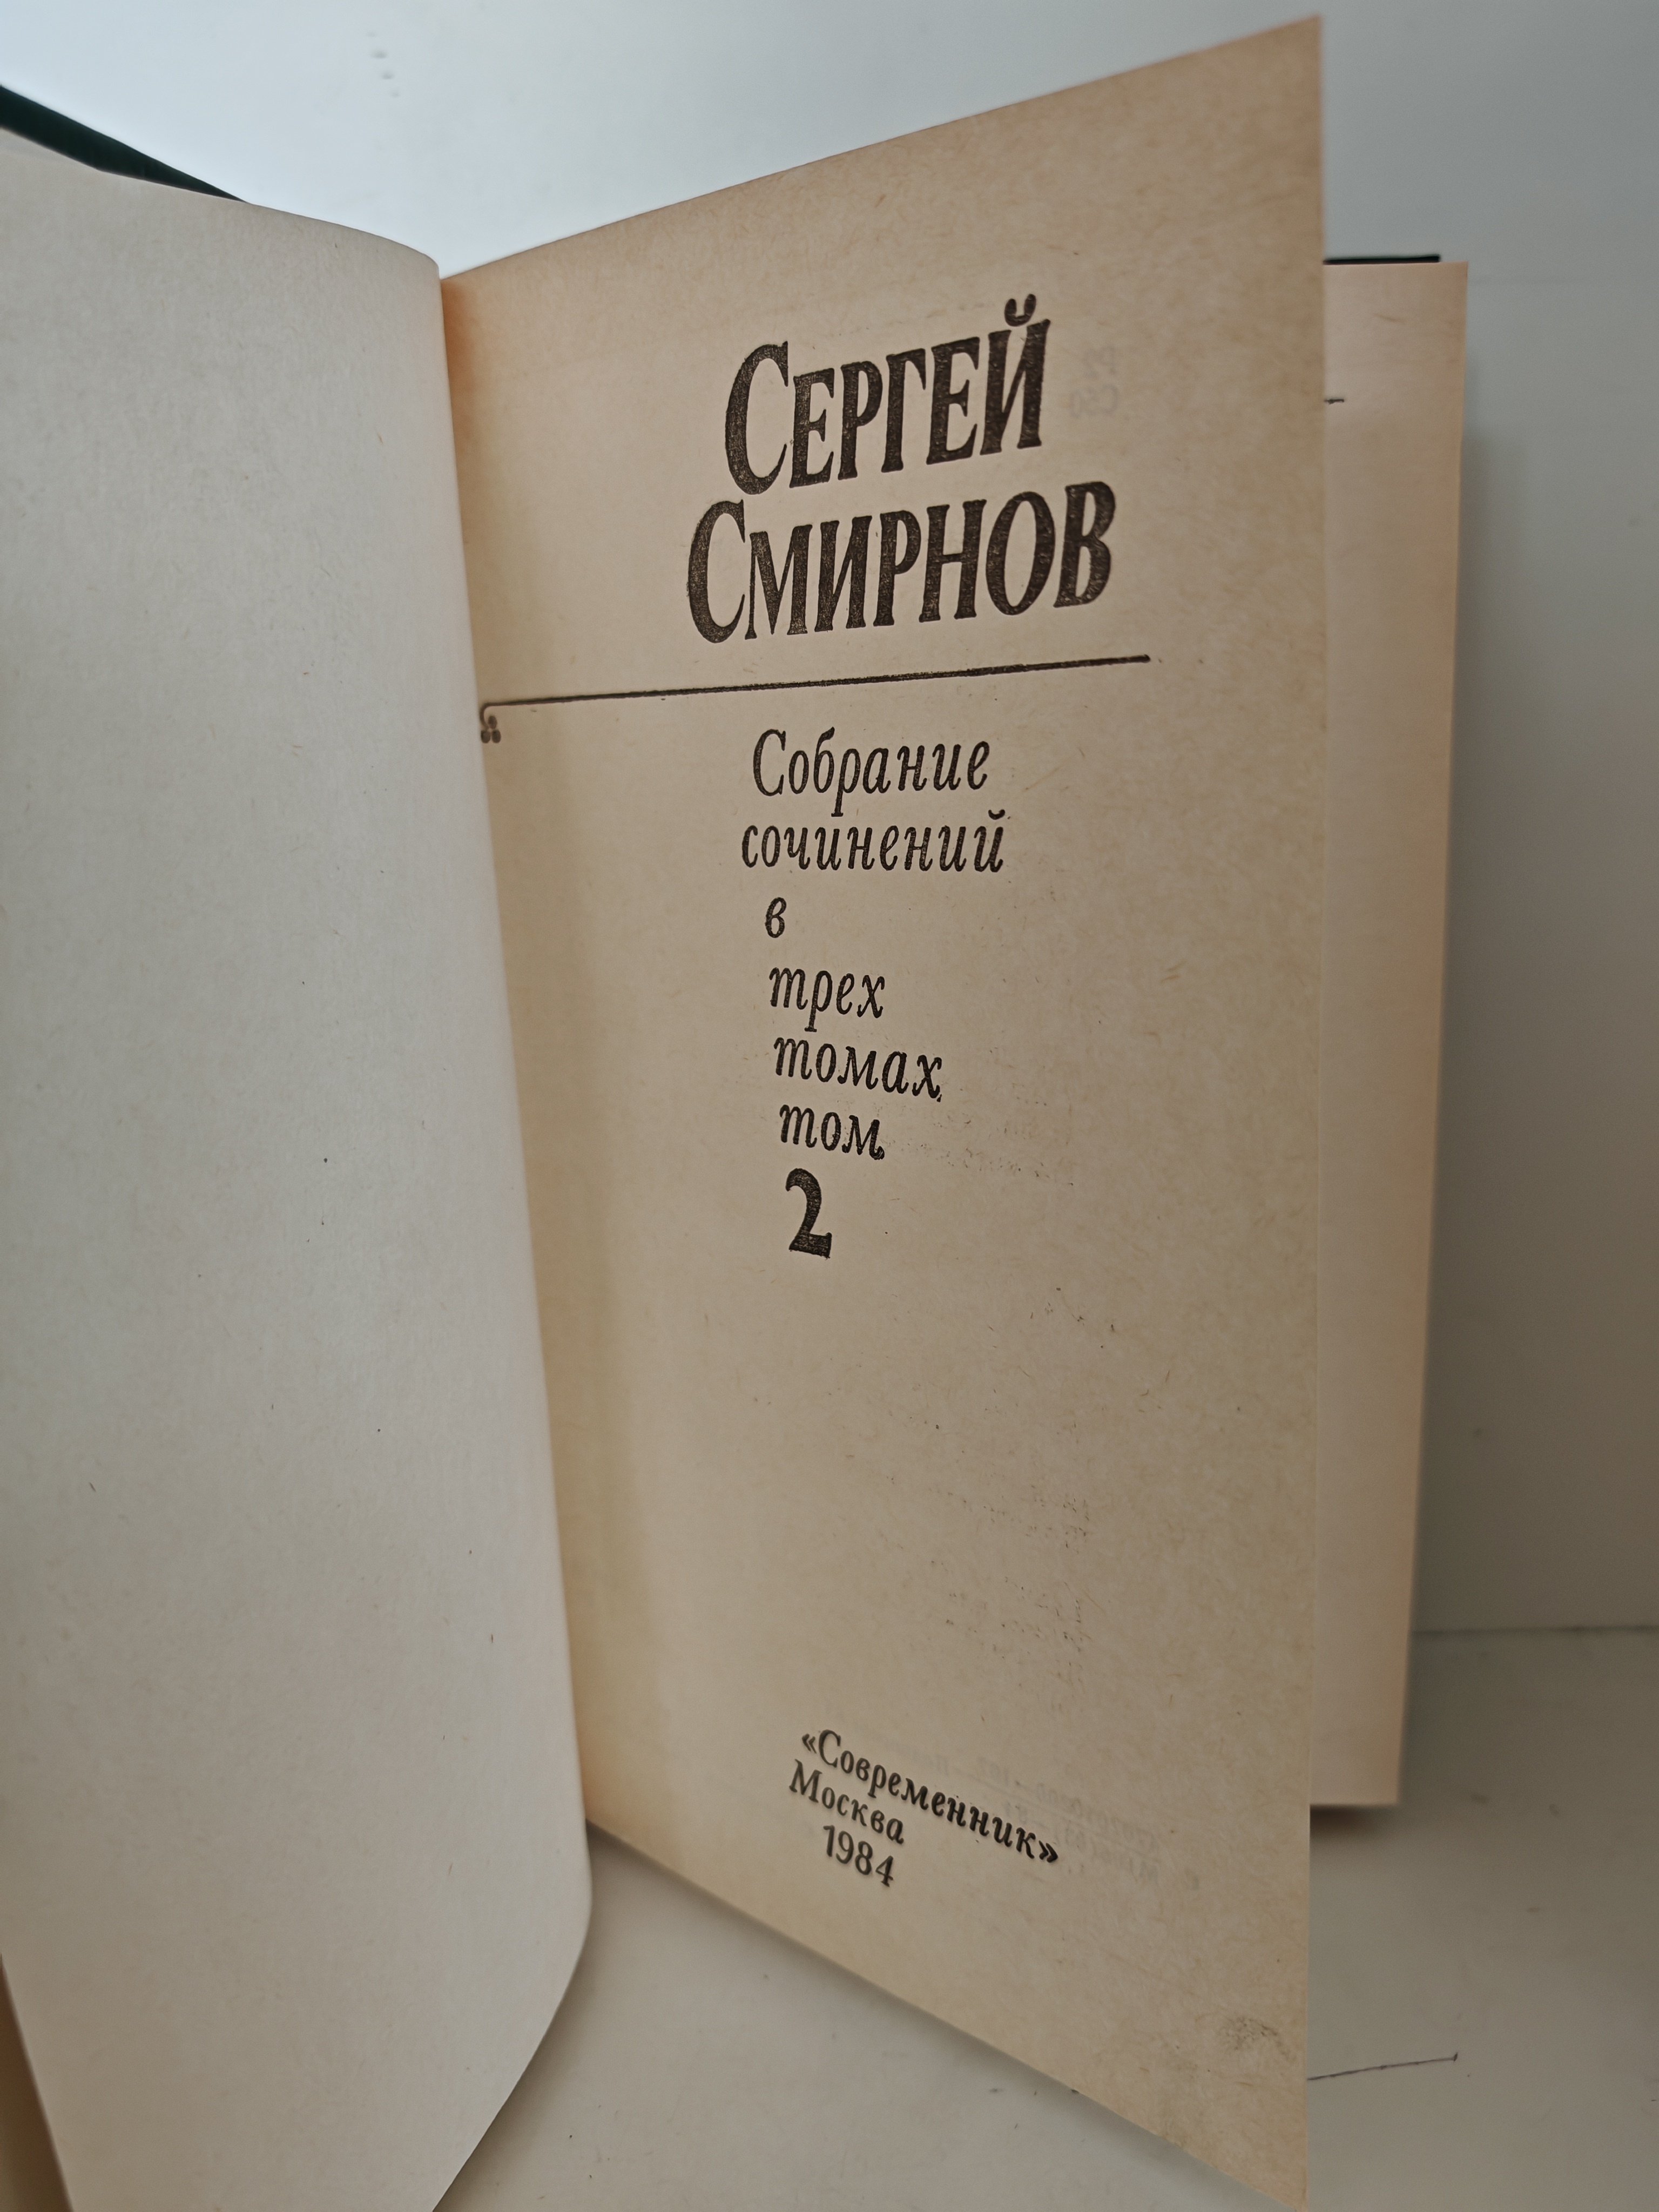 СЕРГЕЙ
СМИРНОВ
Собрание
сочинений
в
трех
томах
том
2
«Современник»
Москва
1984